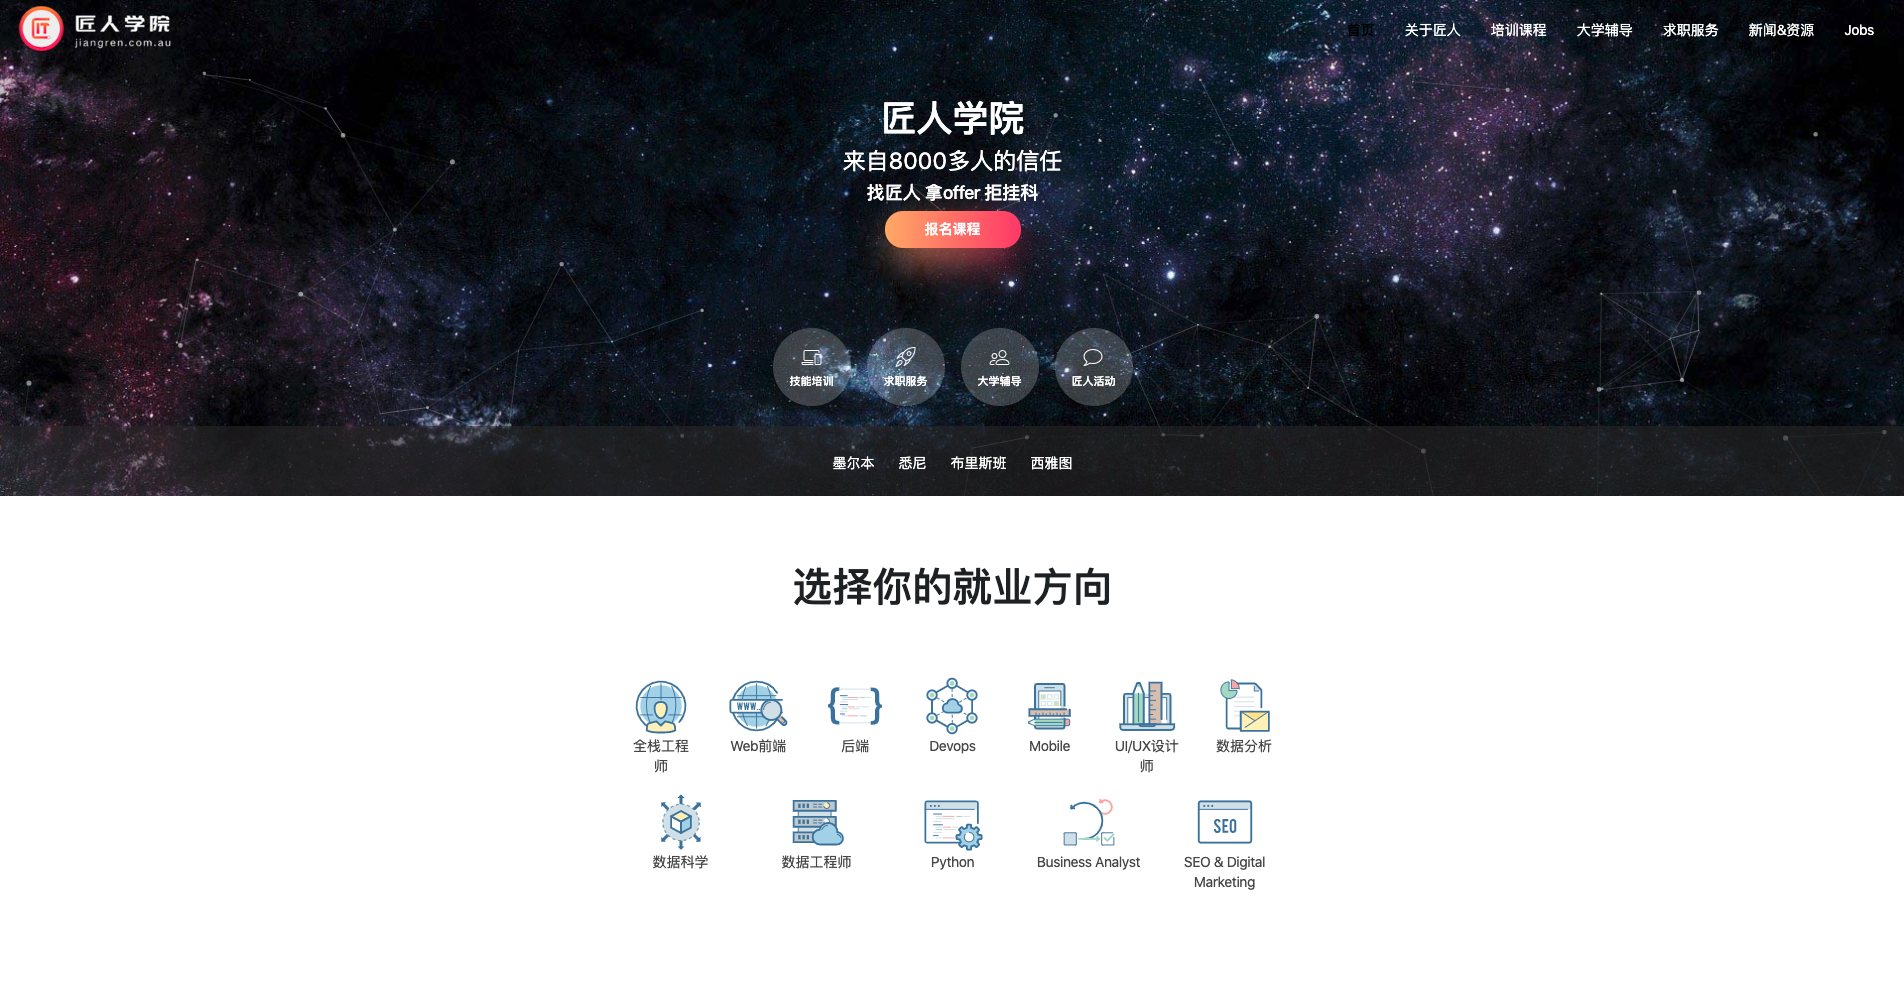 匠人学院
jiangren.com.au
首页 关于匠人 培训课程 大学辅导 求职服务 新闻&资源 Jobs
匠人学院
来自8000多人的信任
找匠人 拿offer 拒挂科
报名课程
技能培训 求职服务 大学辅导 匠人活动
墨尔本 悉尼 布里斯班 西雅图
选择你的就业方向
WWW..
全栈工程 Web前端 后端 Devops Mobile UI/UX设计 数据分析
师 师
SEO
数据科学 数据工程师 Python Business Analyst SEO & Digital
Marketing